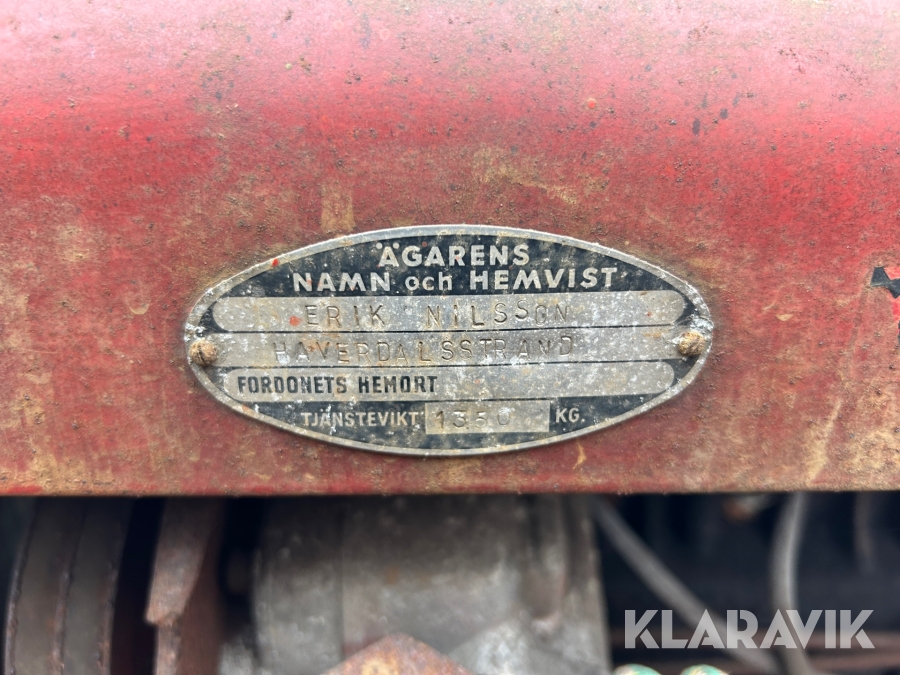 ÄGARENS
NAMN och HEMVIST
ERIK NILSSON
HAVERDALSSTRAND
FORDONETS HEMORT
TJÄNSTEVIKT 1350 KG.
KLARAVIK